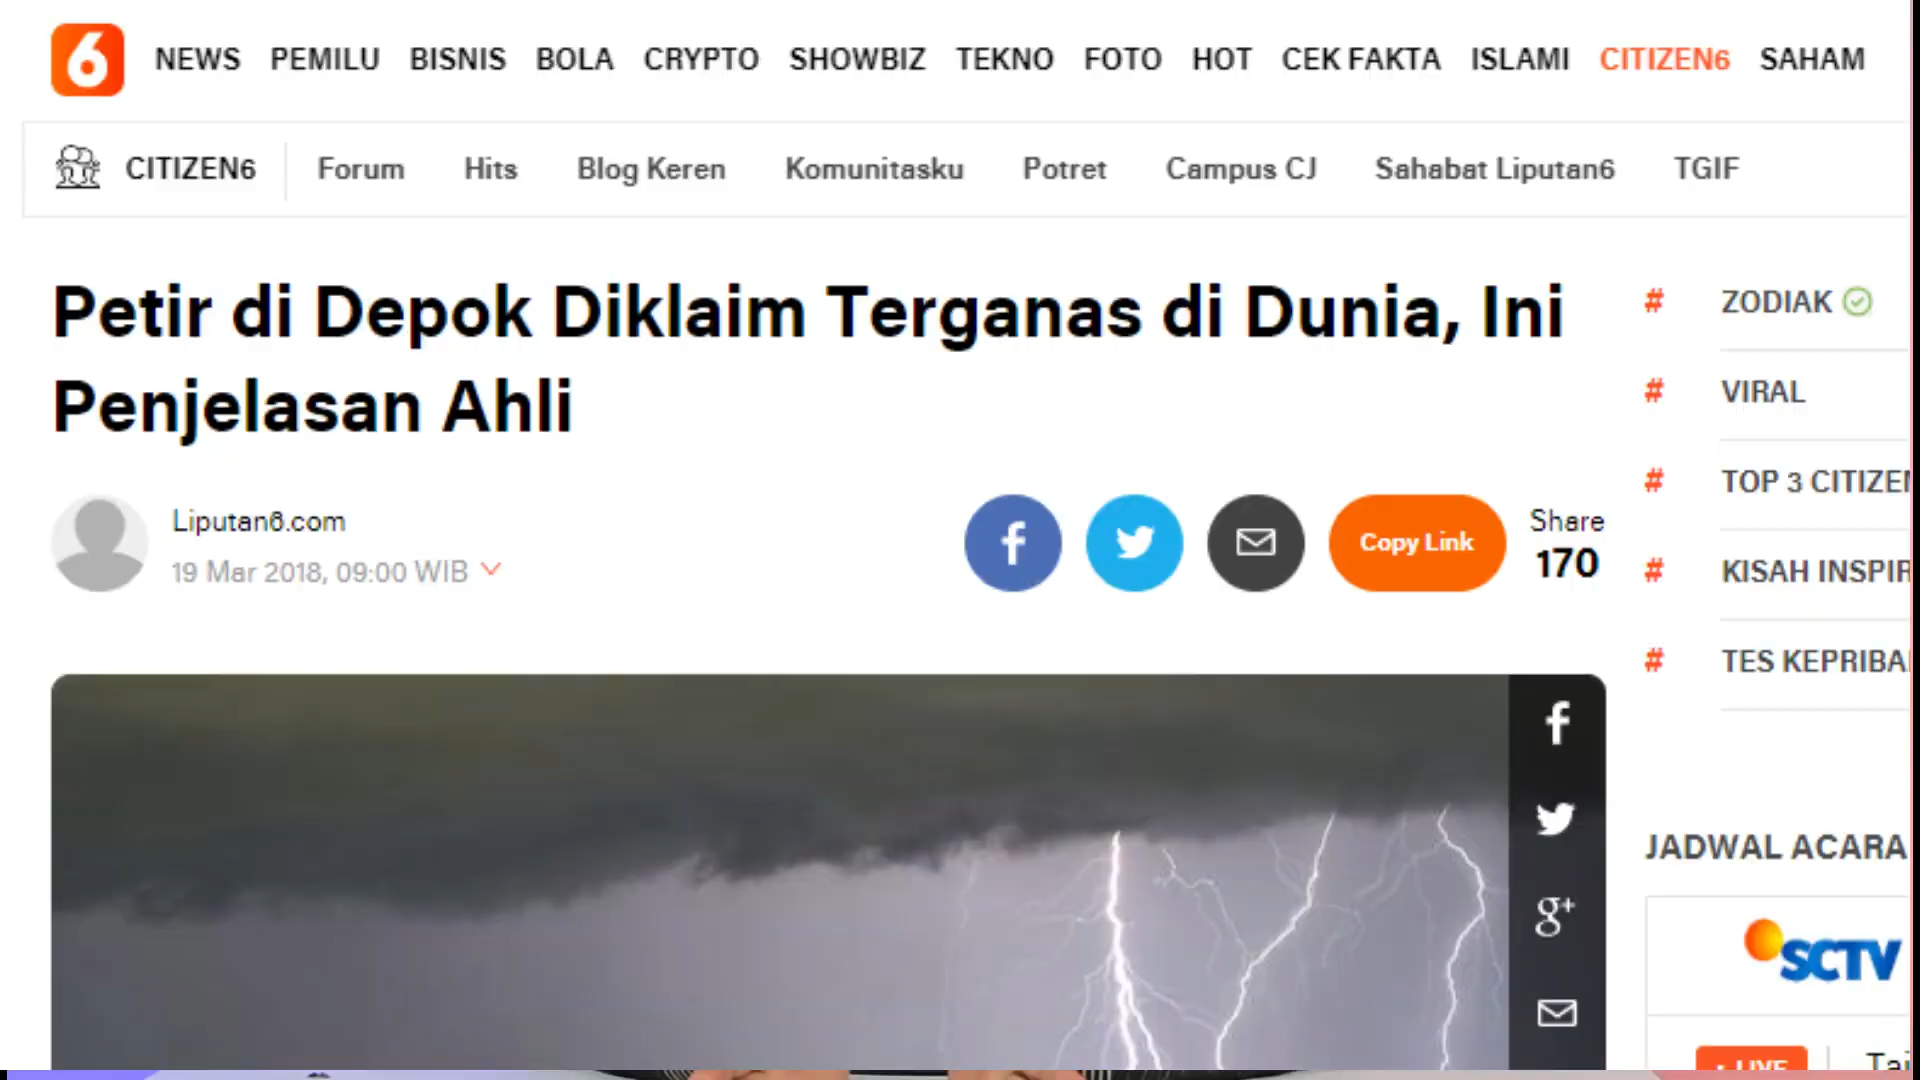 6 NEWS PEMILU BISNIS BOLA CRYPTO SHOWBIZ TEKNO FOTO HOT CEK FAKTA ISLAMI CITIZEN6 SAHAM
CITIZEN6 Forum Hits Blog Keren Komunitasku Potret Campus CJ Sahabat Liputan6 TGIF
Petir di Depok Diklaim Terganas di Dunia, Ini
Penjelasan Ahli
Liputan6.com
19 Mar 2018, 09:00 WIB
Copy Link
Share
170
# ZODIAK
# VIRAL
# TOP 3
# KISAH
# TES
JADWAL ACARA
SCTV
LIVE